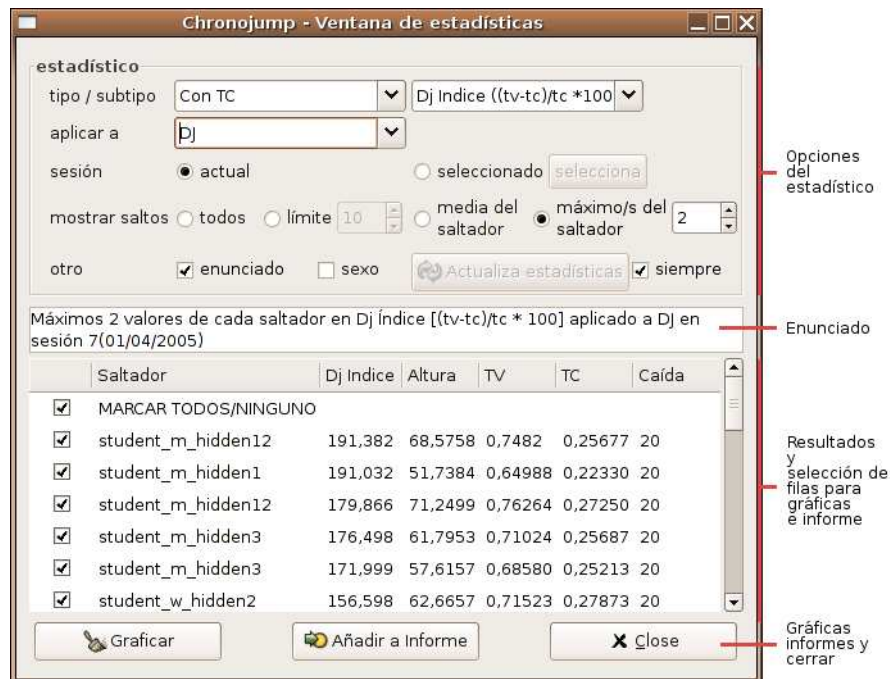 Chronojump - Ventana de estadísticas
estadístico
tipo / subtipo Con TC Dj Indice ((tv-tc)/tc *100
aplicar a DJ
sesión actual seleccionado selecciona
mostrar saltos todos límite 10 media del saltador máximo/s del saltador 2
otro enunciado sexo Actualiza estadísticas siempre
Máximos 2 valores de cada saltador en Dj Índice [(tv-tc)/tc * 100] aplicado a DJ en
sesión 7(01/04/2005)
Saltador Dj Indice Altura TV TC Caída
MARCAR TODOS/NINGUNO
student_m_hidden12 191,382 68,5758 0,7482 0,25677 20
student_m_hidden1 191,032 51,7384 0,64988 0,22330 20
student_m_hidden12 179,866 71,2499 0,76264 0,27250 20
student_m_hidden3 176,498 61,7953 0,71024 0,25687 20
student_m_hidden3 171,999 57,6157 0,68580 0,25213 20
student_w_hidden2 156,598 62,6657 0,71523 0,27873 20
Graficar Añadir a Informe Close
Opciones
del
estadístico
Enunciado
Resultados
y
selección de
filas para
gráficas
e informe
Gráficas
informes y
cerrar